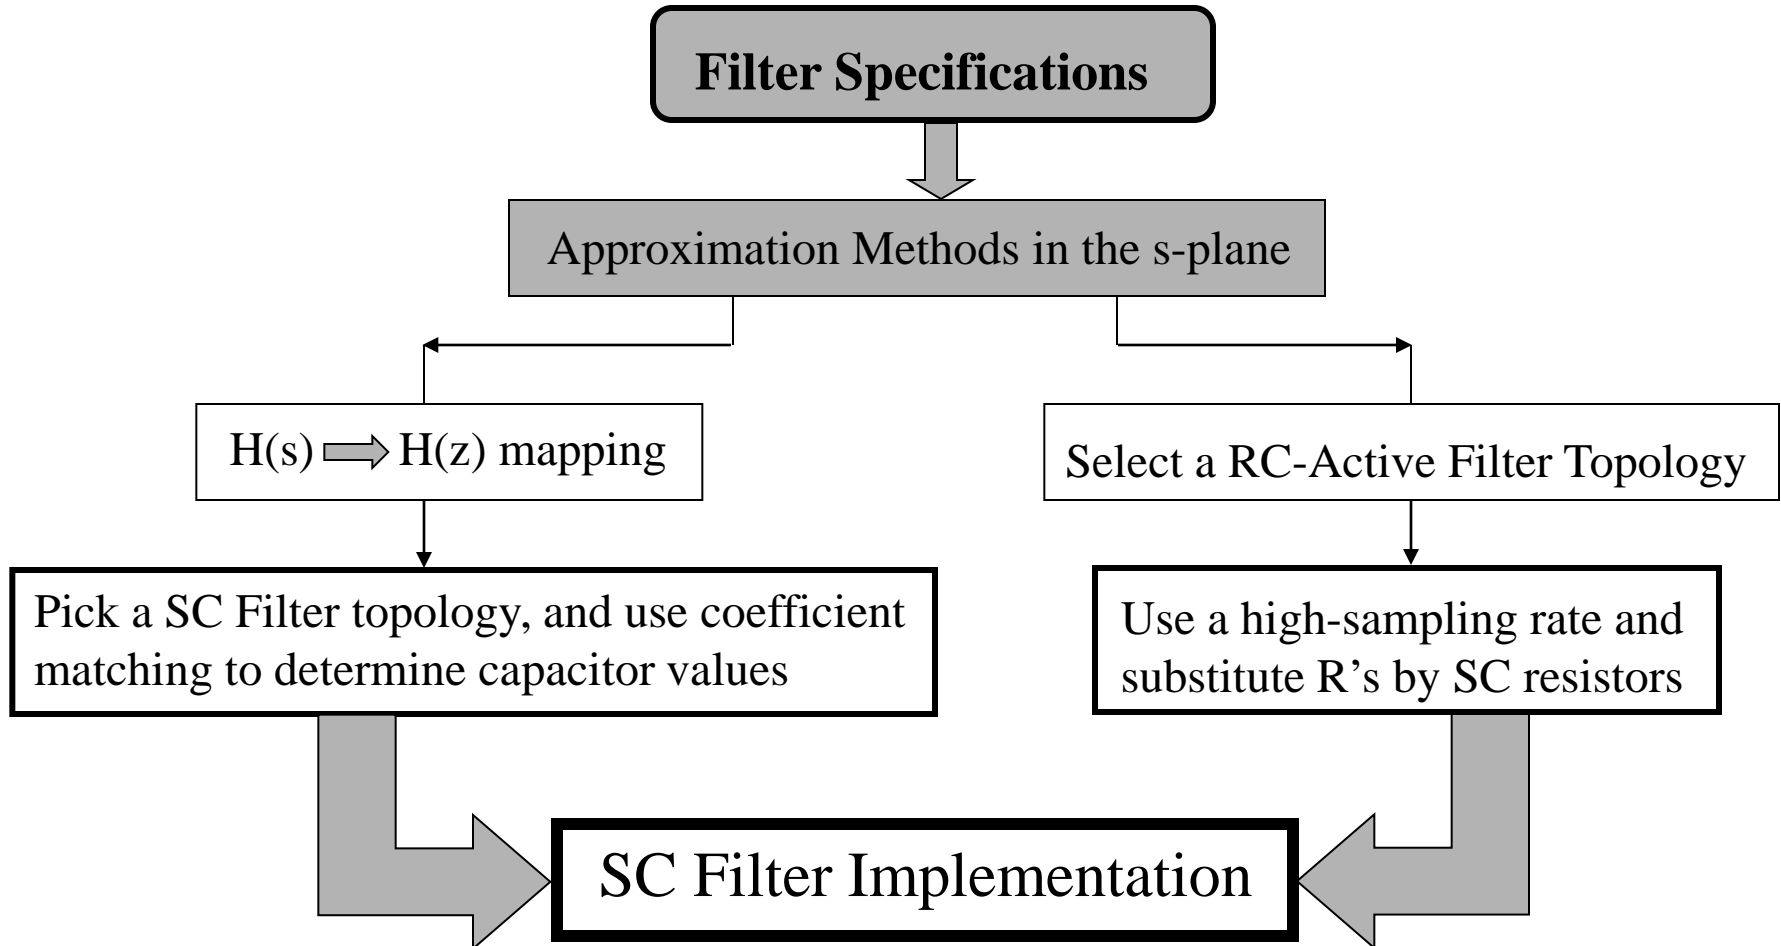 Filter Specifications
Approximation Methods in the s-plane
H(s) H(z) mapping
Select a RC-Active Filter Topology
Pick a SC Filter topology, and use coefficient
matching to determine capacitor values
Use a high-sampling rate and
substitute R’s by SC resistors
SC Filter Implementation